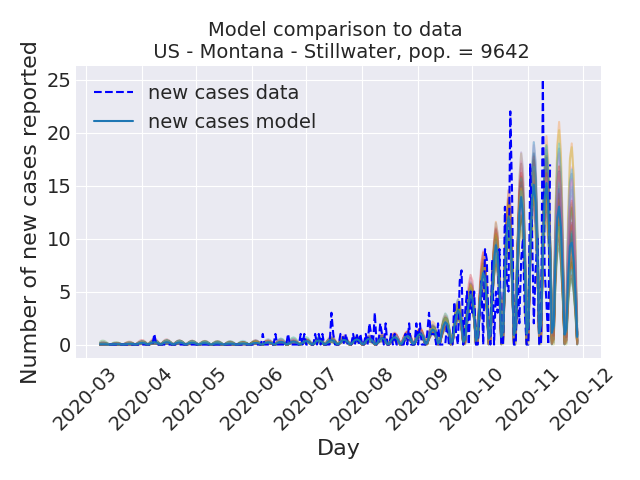 Model comparison to data
US - Montana - Stillwater, pop. = 9642
Number of new cases reported
25
20
15
10
5
0
new cases data
new cases model
2020-03
2020-04
2020-05
2020-06
2020-07
2020-08
2020-09
2020-10
2020-11
2020-12
Day